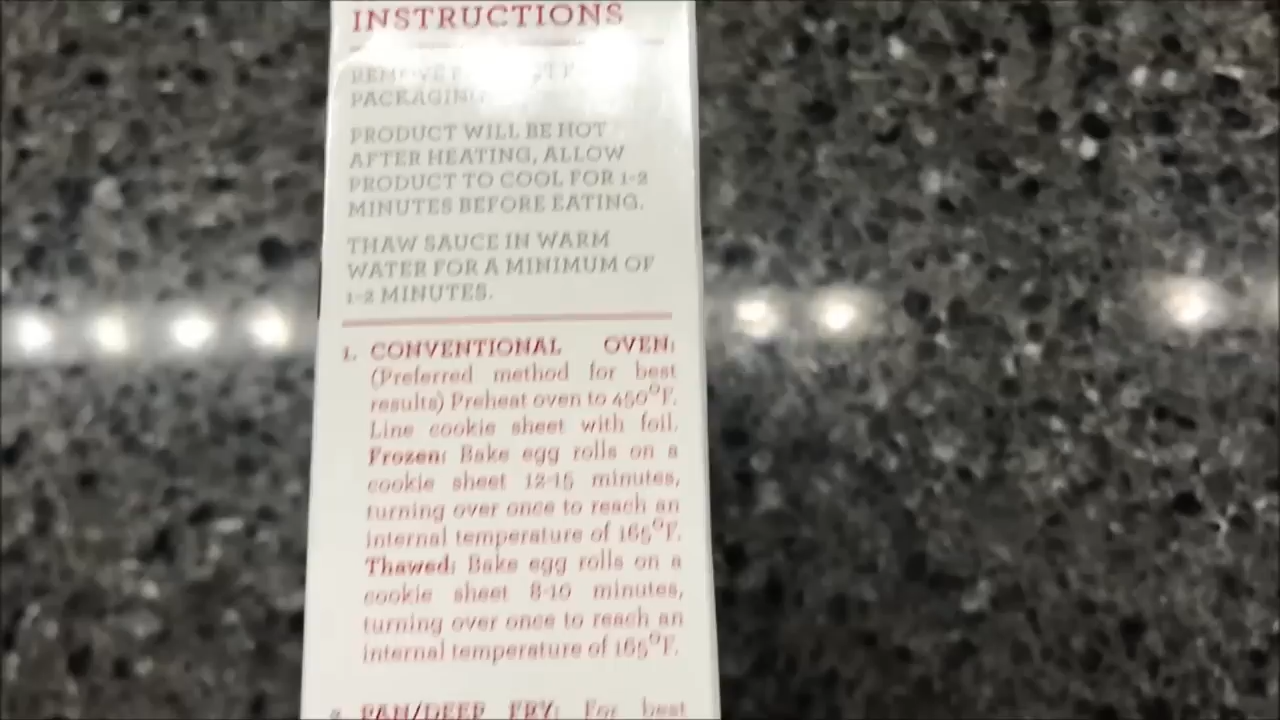 INSTRUCTIONS
PACKAGING
PRODUCT WILL BE HOT
AFTER HEATING, ALLOW
PRODUCT TO COOL FOR 1-2
MINUTES BEFORE EATING.
THAW SAUCE IN WARM
WATER FOR A MINIMUM OF
1-2 MINUTES.
1. CONVENTIONAL OVEN:
(Preferred method for best
results) Preheat oven to 450°F.
Line cookie sheet with foil.
Frozen: Bake egg rolls on a
cookie sheet 12-15 minutes,
turning over once to reach an
internal temperature of 165°F.
Thawed: Bake egg rolls on a
cookie sheet 8-10 minutes,
turning over once to reach an
internal temperature of 165°F.
PAN/DEEP FRY: For best